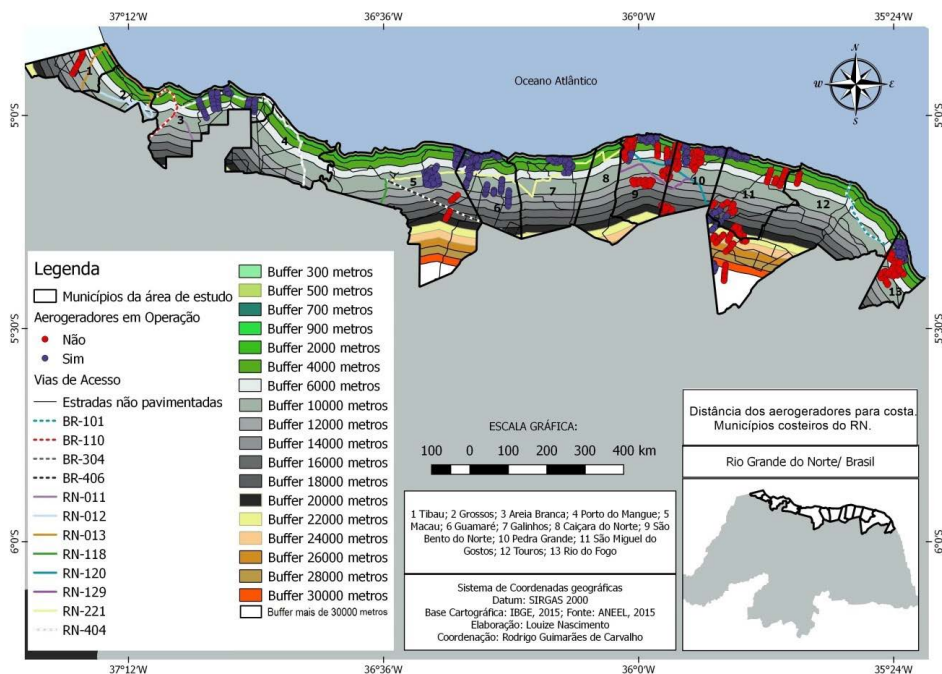 37°12'W
36°36'W
36°0'W
35°24'W
5°0'S
5°30'S
6°0'S
5°0'S
5°30'S
6°0'S
Oceano Atlântico
N
W
E
S
1
2
3
4
5
6
7
8
9
10
11
12
13
Legenda
Municípios da área de estudo
Aerogeradores em Operação
Não
Sim
Vias de Acesso
Estradas não pavimentadas
BR-101
BR-110
BR-304
BR-406
RN-011
RN-012
RN-013
RN-118
RN-120
RN-129
RN-221
RN-404
Buffer 300 metros
Buffer 500 metros
Buffer 700 metros
Buffer 900 metros
Buffer 2000 metros
Buffer 4000 metros
Buffer 6000 metros
Buffer 10000 metros
Buffer 12000 metros
Buffer 14000 metros
Buffer 16000 metros
Buffer 18000 metros
Buffer 20000 metros
Buffer 22000 metros
Buffer 24000 metros
Buffer 26000 metros
Buffer 28000 metros
Buffer 30000 metros
Buffer mais de 30000 metros
ESCALA GRÁFICA:
100 0 100 200 300 400 km
1 Tibau; 2 Grossos; 3 Areia Branca; 4 Porto do Mangue; 5
Macau; 6 Guamaré; 7 Galinhos; 8 Caiçara do Norte; 9 São
Bento do Norte; 10 Pedra Grande; 11 São Miguel do
Gostos; 12 Touros; 13 Rio do Fogo
Sistema de Coordenadas geográficas
Datum: SIRGAS 2000
Base Cartográfica: IBGE, 2015; Fonte: ANEEL, 2015
Elaboração: Louize Nascimento
Coordenação: Rodrigo Guimarães de Carvalho
Distância dos aerogeradores para costa.
Municípios costeiros do RN.
Rio Grande do Norte/ Brasil
37°12'W
36°36'W
36°0'W
35°24'W